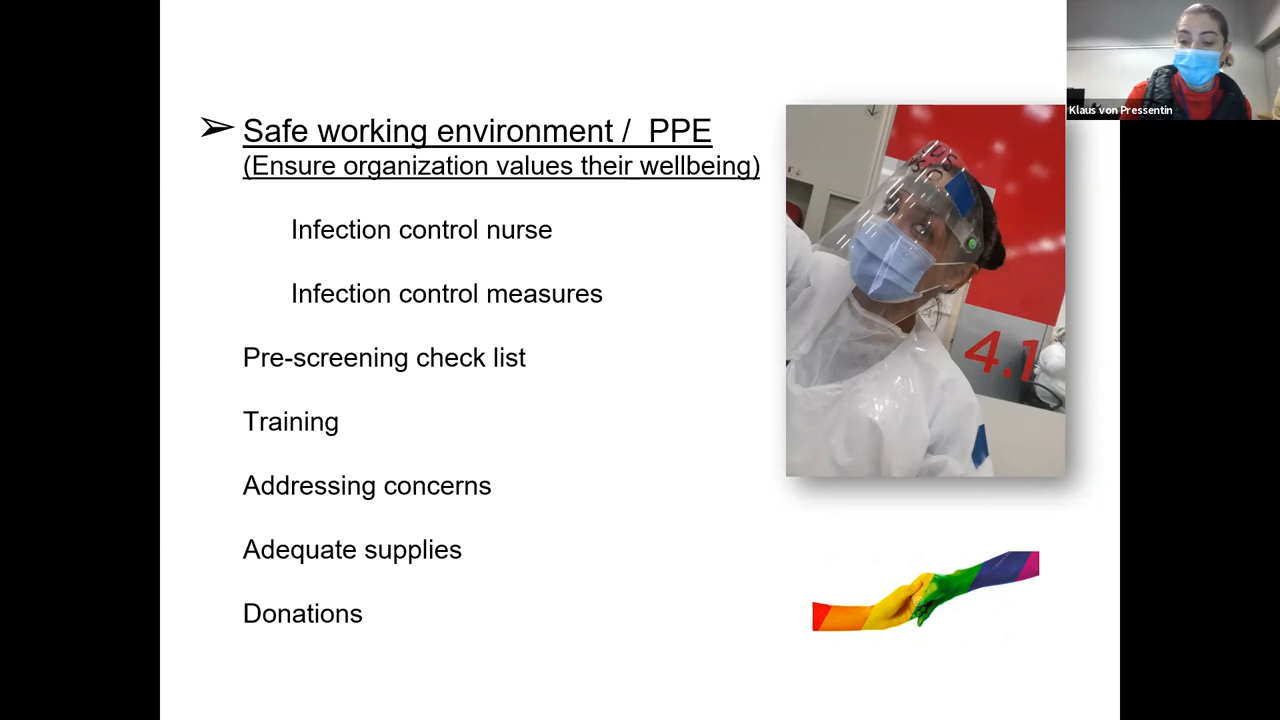 Safe working environment / PPE
(Ensure organization values their wellbeing)
Infection control nurse
Infection control measures
Pre-screening check list
Training
Addressing concerns
Adequate supplies
Donations
4.1
Klaus von Pressentin